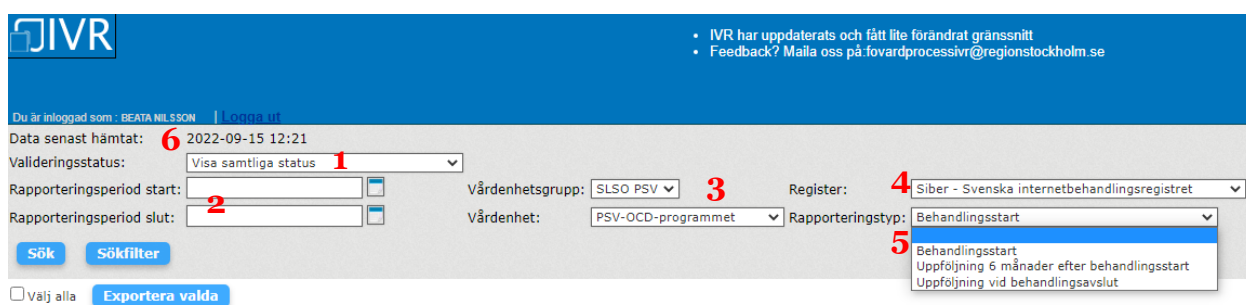 IVR
• IVR har uppdaterats och fått lite förändrat gränssnitt
• Feedback? Maila oss på:fovardprocessivr@regionstockholm.se
Du är inloggad som : BEATA NILSSON | Logga ut
Data senast hämtat: 6 2022-09-15 12:21
Valideringsstatus: Visa samtliga status 1
Rapporteringsperiod start: Vårdenhetsgrupp: SLSO PSV 3 Register: 4 Siber - Svenska internetbehandlingsregistret
2
Rapporteringsperiod slut: Vårdenhet: PSV-OCD-programmet Rapporteringstyp: Behandlingsstart
5
Sök Sökfilter Behandlingsstart
Uppföljning 6 månader efter behandlingsstart
Uppföljning vid behandlingsavslut
Välj alla Exportera valda